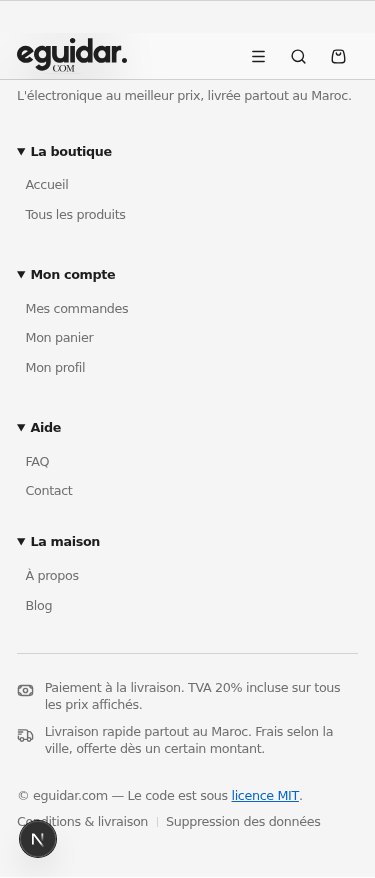 eguidar.
COM
L'électronique au meilleur prix, livrée partout au Maroc.
▼ La boutique
Accueil
Tous les produits
▼ Mon compte
Mes commandes
Mon panier
Mon profil
▼ Aide
FAQ
Contact
▼ La maison
À propos
Blog
Paiement à la livraison. TVA 20% incluse sur tous
les prix affichés.
Livraison rapide partout au Maroc. Frais selon la
ville, offerte dès un certain montant.
© eguidar.com — Le code est sous licence MIT.
Conditions & livraison | Suppression des données
N